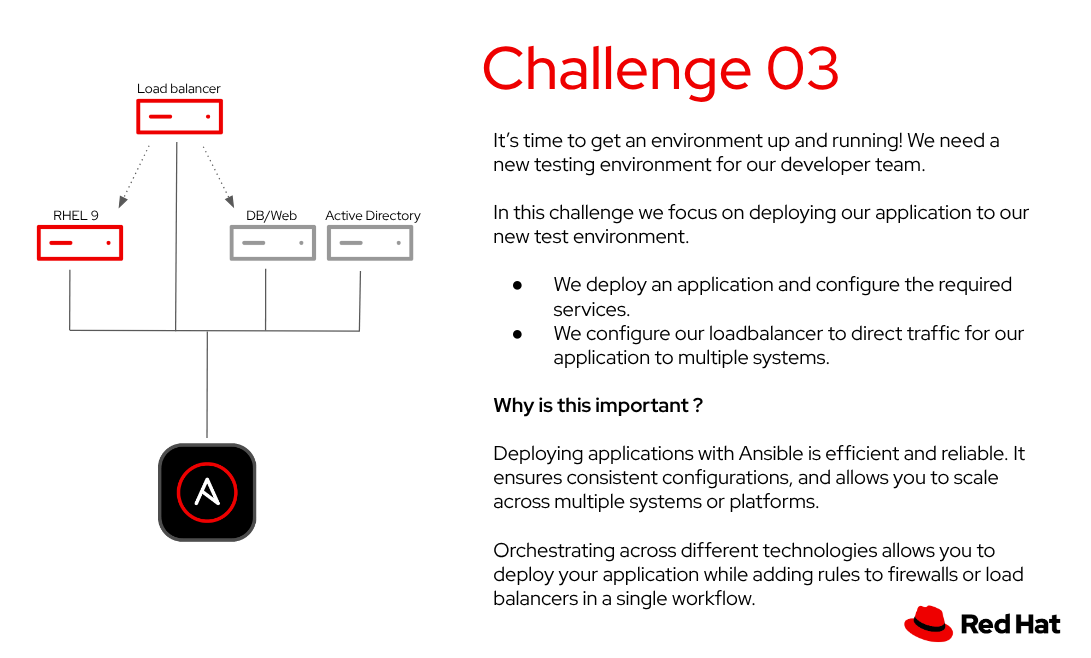 Challenge 03
Load balancer
RHEL 9
DB/Web
Active Directory
It’s time to get an environment up and running! We need a
new testing environment for our developer team.
In this challenge we focus on deploying our application to our
new test environment.
● We deploy an application and configure the required
services.
● We configure our loadbalancer to direct traffic for our
application to multiple systems.
Why is this important ?
Deploying applications with Ansible is efficient and reliable. It
ensures consistent configurations, and allows you to scale
across multiple systems or platforms.
Orchestrating across different technologies allows you to
deploy your application while adding rules to firewalls or load
balancers in a single workflow.
Red Hat